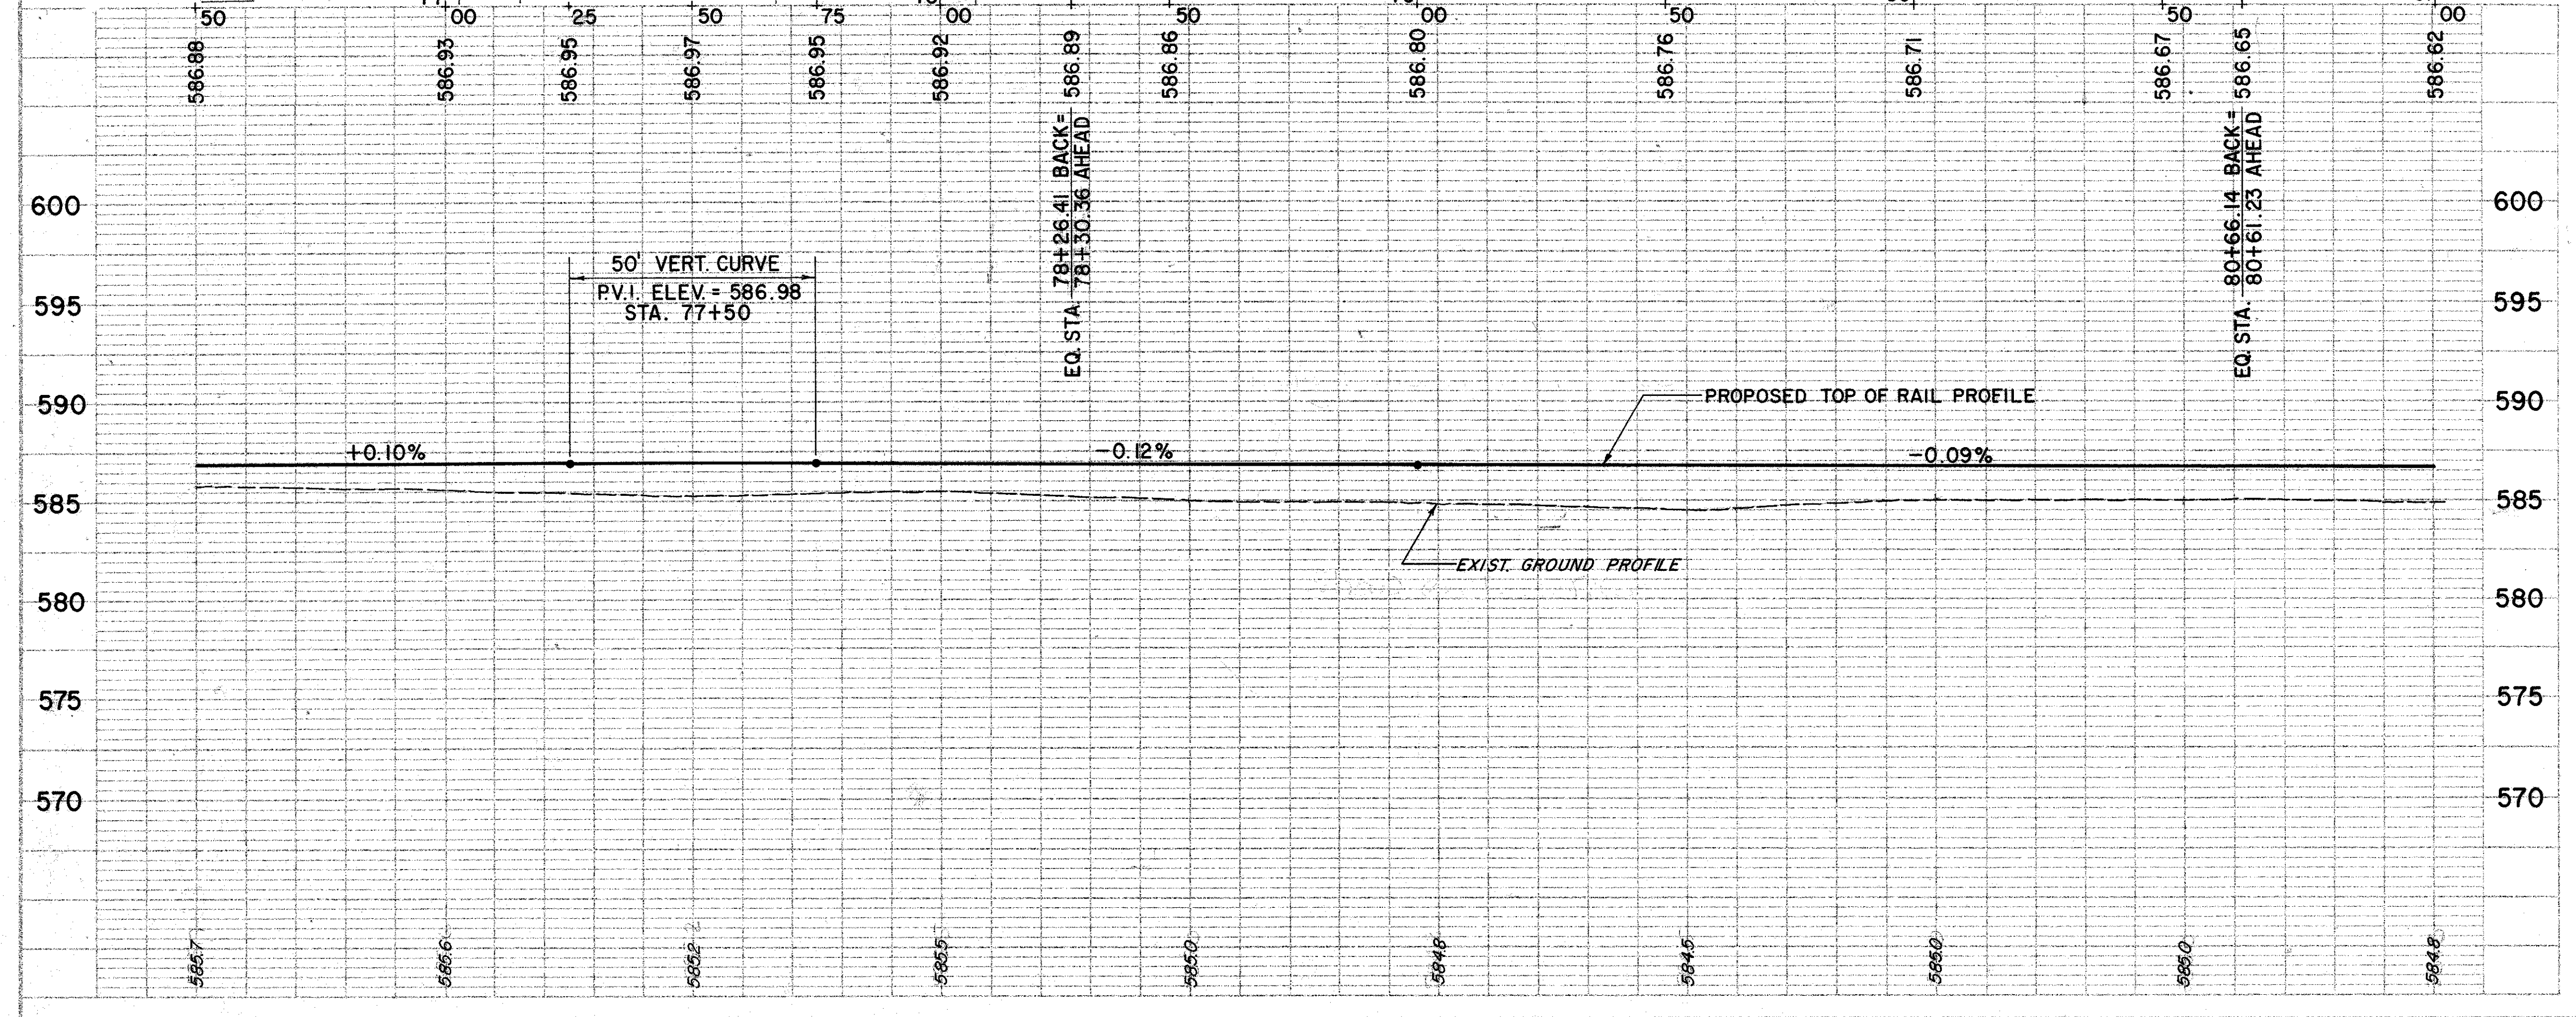 50 00 25 50 75 00 50 00 50 50 00
586.88 586.93 586.95 586.97 586.95 586.92 586.89 586.86 586.80 586.76 586.71 586.67 586.65 586.62
EQ. STA. 78+26.41 BACK=
78+30.36 AHEAD
EQ. STA. 80+66.14 BACK=
80+61.23 AHEAD
600 600
50' VERT. CURVE
P.V.I. ELEV. = 586.98
STA. 77+50
595 595
590 590
PROPOSED TOP OF RAIL PROFILE
+0.10% -0.12% -0.09%
585 585
EXIST. GROUND PROFILE
580 580
575 575
570 570
585.7 585.6 585.2 585.5 585.0 584.8 584.5 585.0 585.0 584.8